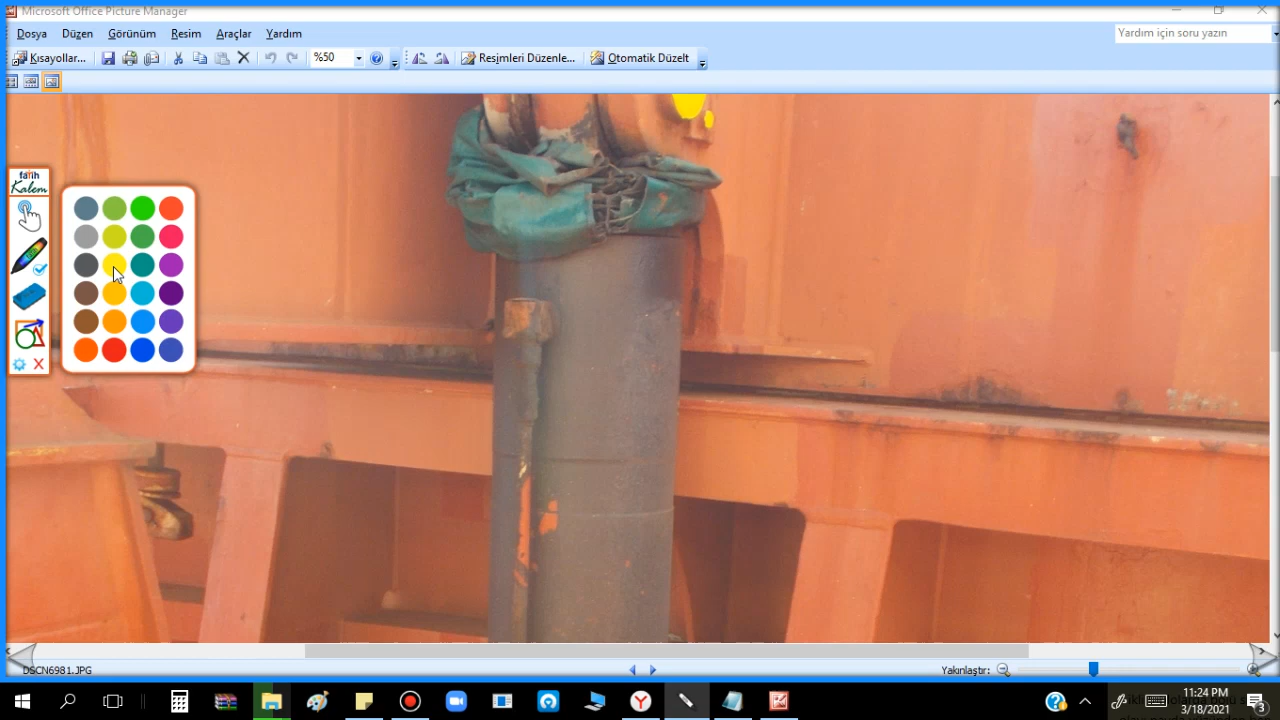 Microsoft Office Picture Manager
Dosya Düzen Görünüm Resim Araçlar Yardım
Yardım için soru yazın
Kısayollar... %50 Resimleri Düzenle... Otomatik Düzelt
fatih
Kalem
DSCN6981.JPG
Yakınlaştır:
11:24 PM
3/18/2021
3